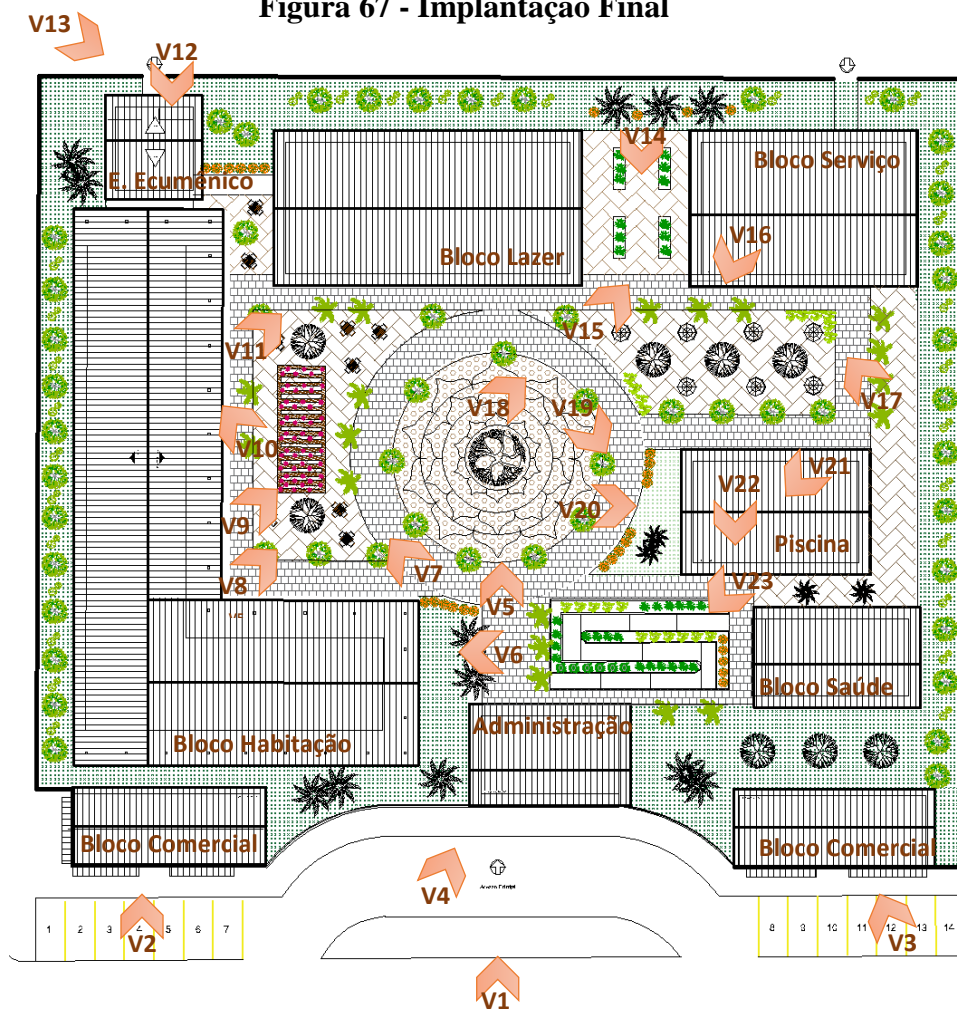 Figura 67 - Implantação Final
V13
V12
V14
E. Ecumênico
Bloco Serviço
Bloco Lazer
V16
V15
V11
V17
V18
V19
V10
V21
V22
V9
V20
Piscina
V8
V7
V23
V5
V6
Bloco Saúde
Administração
Bloco Habitação
Bloco Comercial
Bloco Comercial
V4
Acesso Principal
1 2 3 4 5 6 7
8 9 10 11 12 13 14
V2
V3
V1